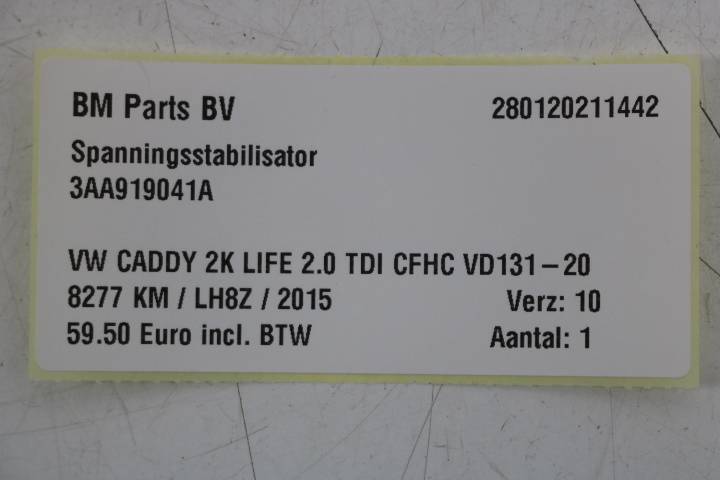 BM Parts BV 280120211442
Spanningsstabilisator
3AA919041A
VW CADDY 2K LIFE 2.0 TDI CFHC VD131-20
8277 KM / LH8Z / 2015 Verz: 10
59.50 Euro incl. BTW Aantal: 1